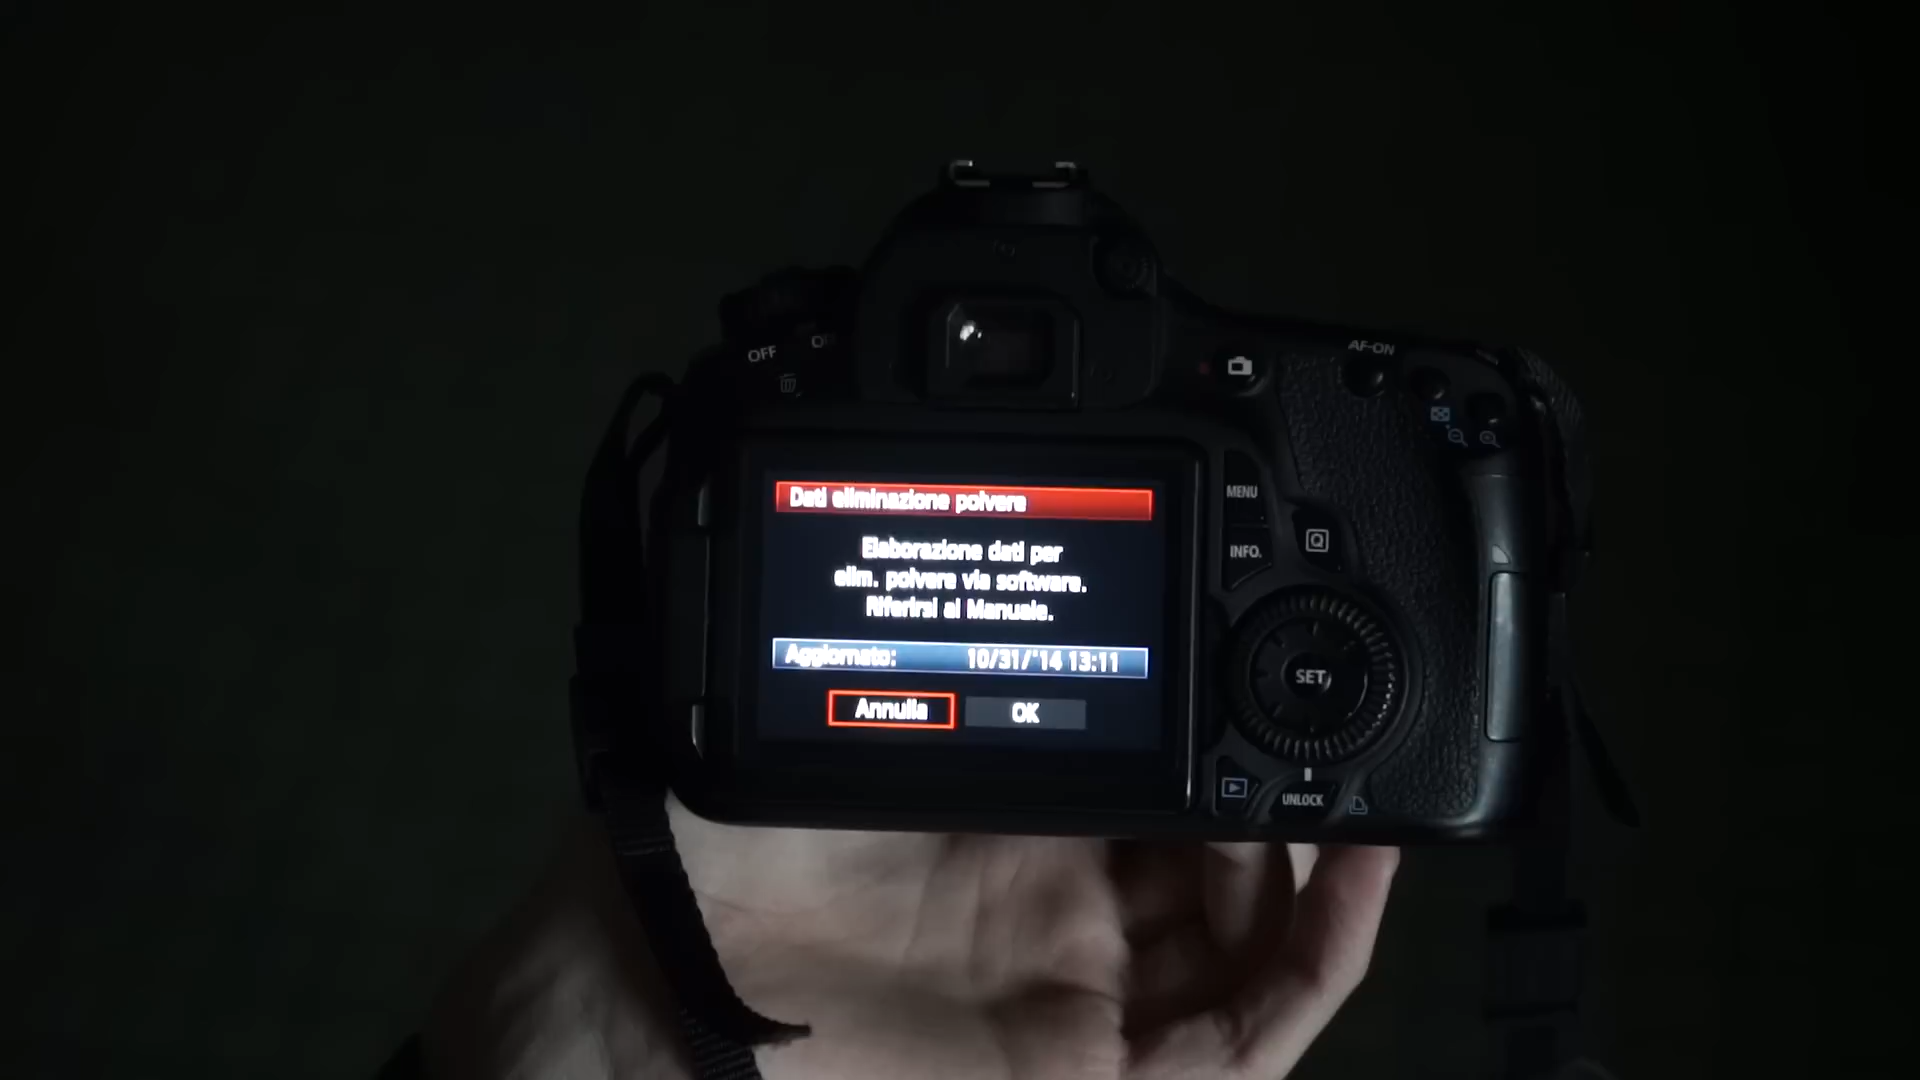 OFF
AF-ON
Dati eliminazione polvere
MENU
Q
Elaborazione dati per
INFO.
elim. polvere via software.
Riferirsi al Manuale.
Aggiornato: 10/31/'14 13:11
SET
Annulla OK
UNLOCK